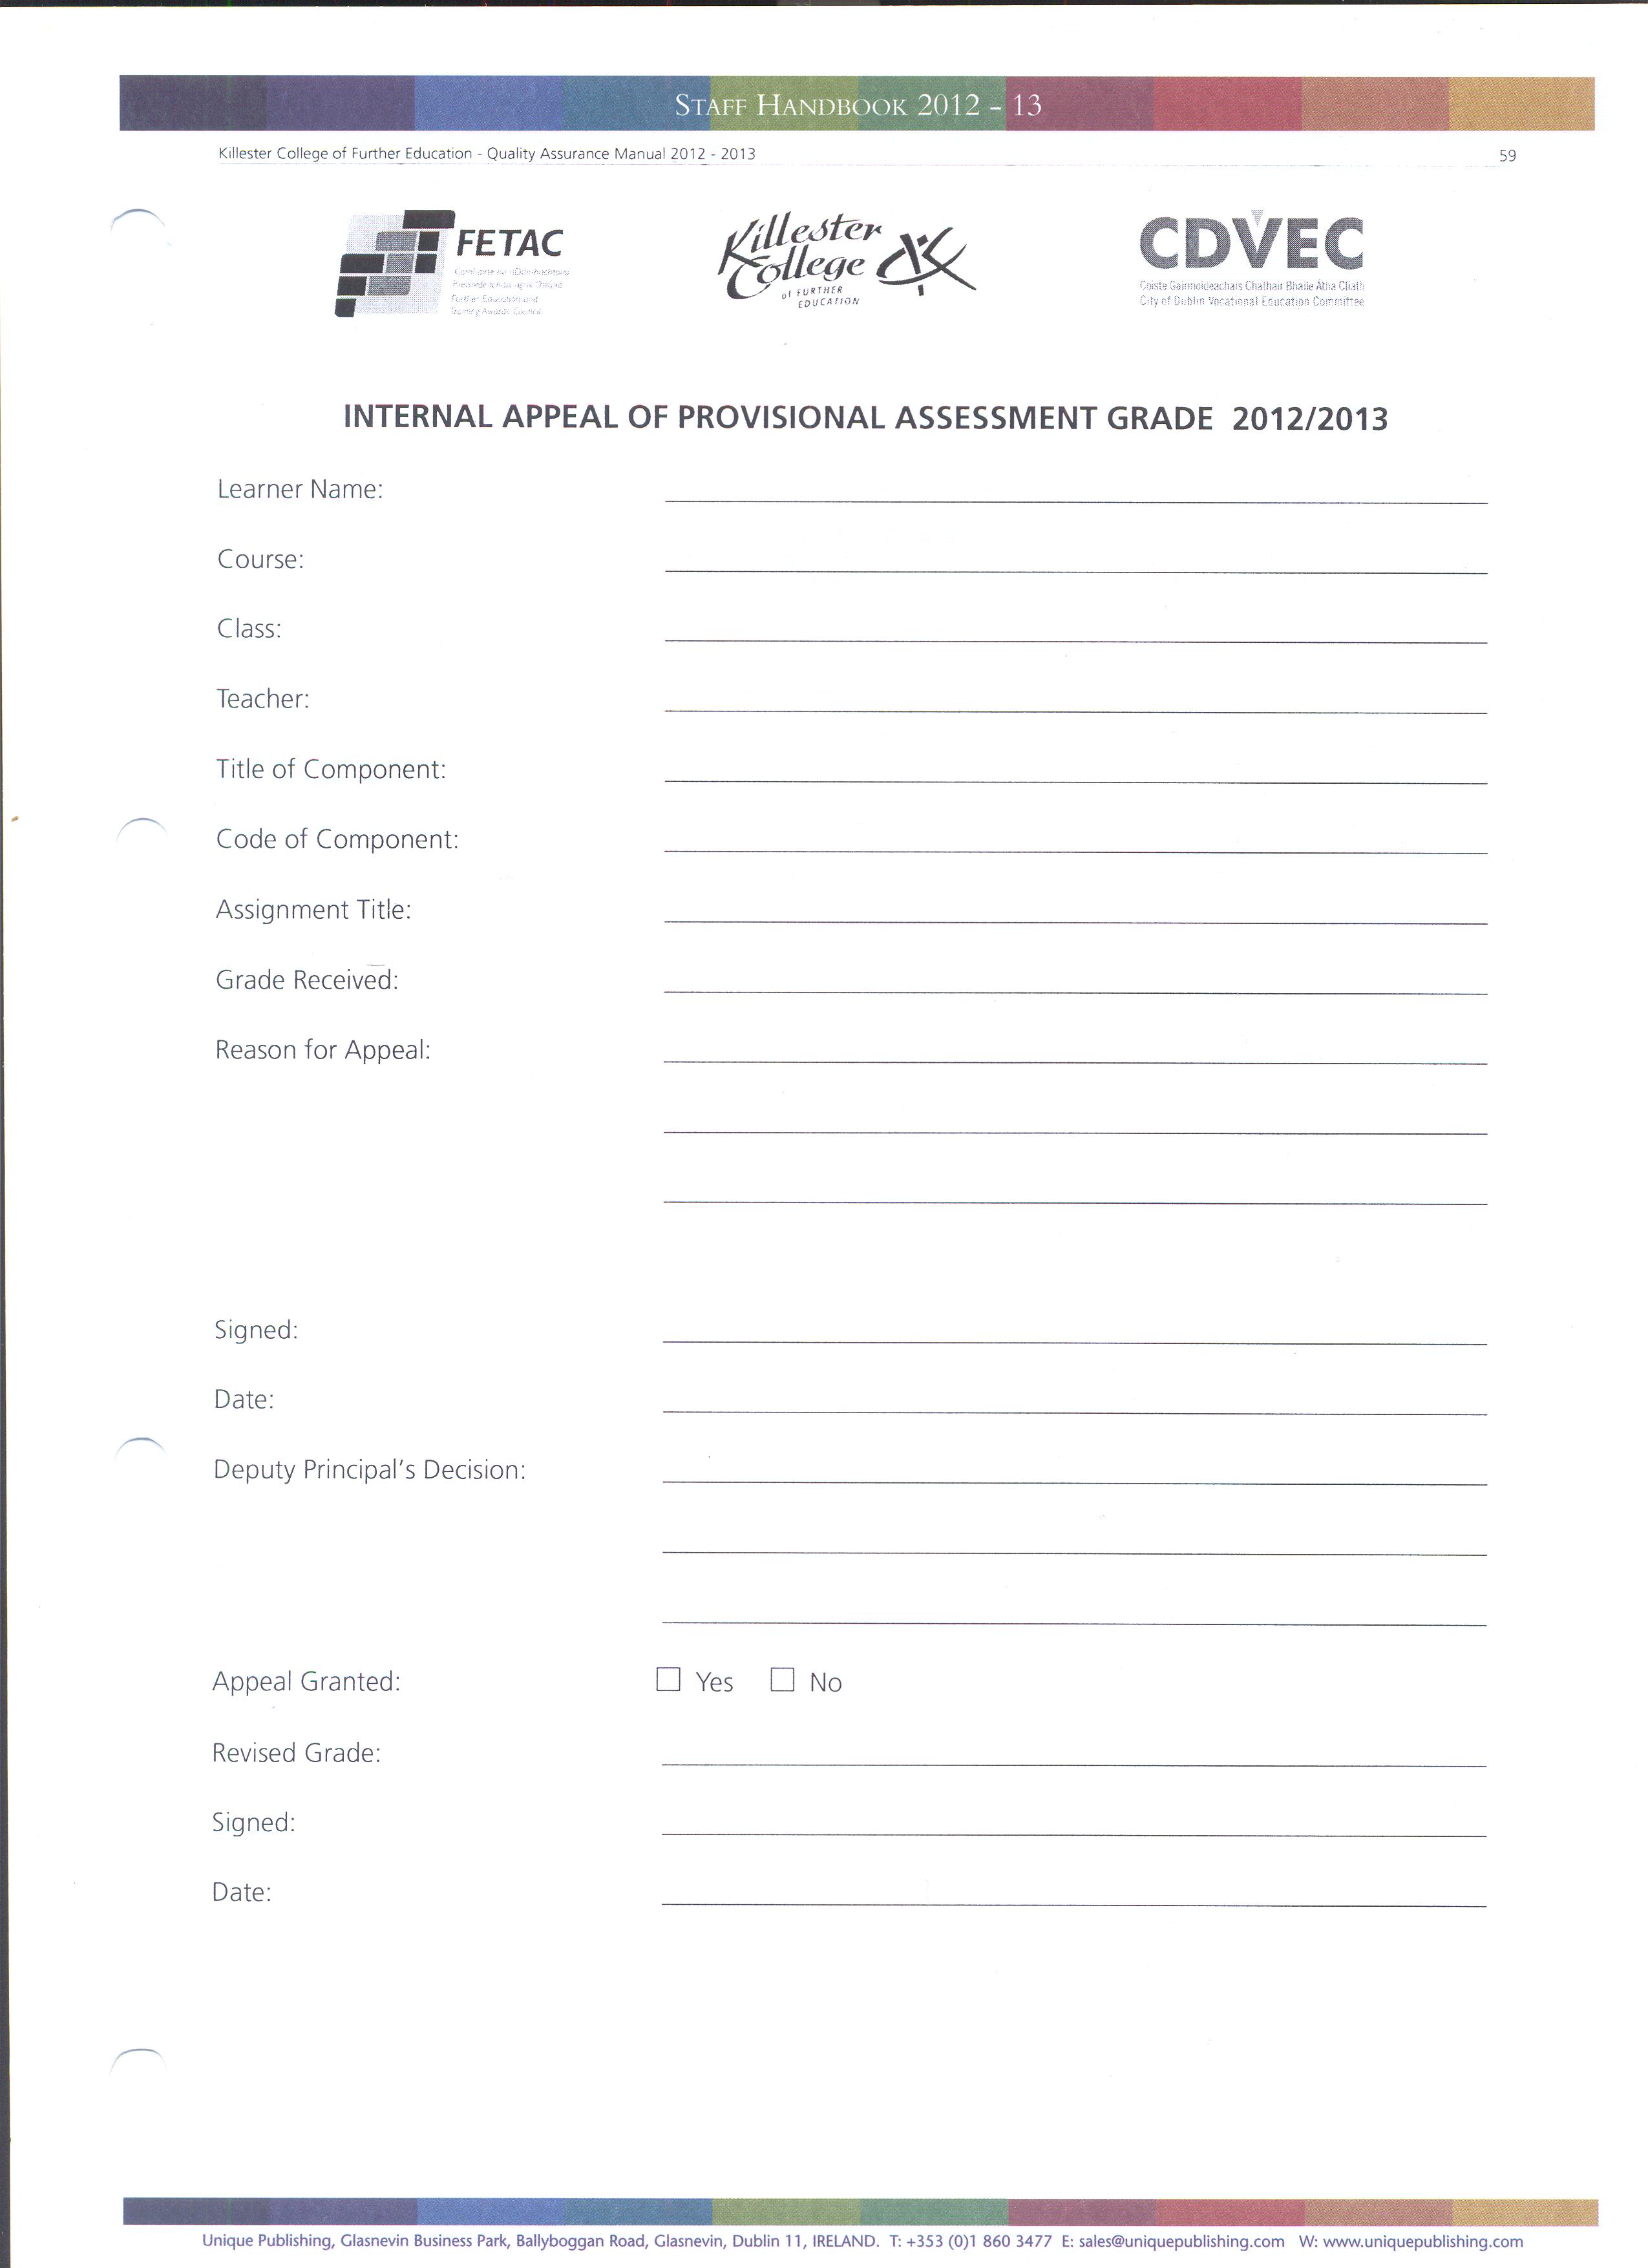 STAFF HANDBOOK 2012 - 13
Killester College of Further Education - Quality Assurance Manual 2012 - 2013 59
FETAC
Further Education and
Training Awards Council
Killester
College
of FURTHER
EDUCATION
CDVEC
Coiste Gairmoideachais Chathair Bhaile Átha Cliath
City of Dublin Vocational Education Committee
INTERNAL APPEAL OF PROVISIONAL ASSESSMENT GRADE 2012/2013
Learner Name:
Course:
Class:
Teacher:
Title of Component:
Code of Component:
Assignment Title:
Grade Received:
Reason for Appeal:
Signed:
Date:
Deputy Principal's Decision:
Appeal Granted: Yes No
Revised Grade:
Signed:
Date:
Unique Publishing, Glasnevin Business Park, Ballyboggan Road, Glasnevin, Dublin 11, IRELAND. T: +353 (0)1 860 3477 E: sales@uniquepublishing.com W: www.uniquepublishing.com